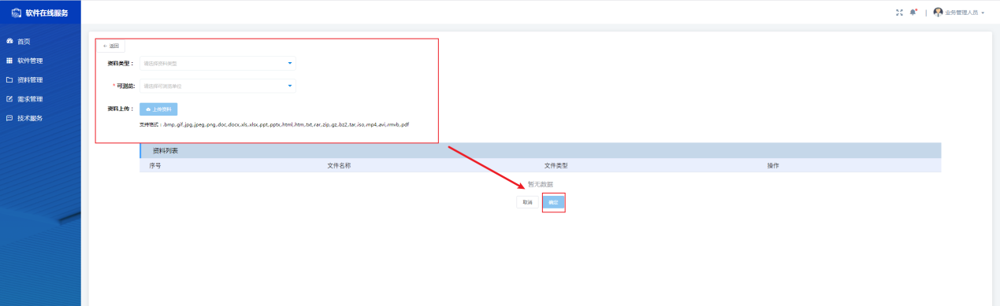 软件在线服务
业务管理人员
首页
软件管理
资料管理
需求管理
技术服务
← 返回
资料类型： 请选择资料类型
* 可浏览: 请选择可浏览单位
资料上传： 上传资料
支持格式：.bmp,.gif,.jpg,.jpeg,.png,.doc,.docx,.xls,.xlsx,.ppt,.pptx,.html,.htm,.txt,.rar,.zip,.gz,.bz2,.tar,.iso,.mp4,.avi,.rmvb,.pdf
资料列表
序号 文件名称 文件类型 操作
暂无数据
取消 确定